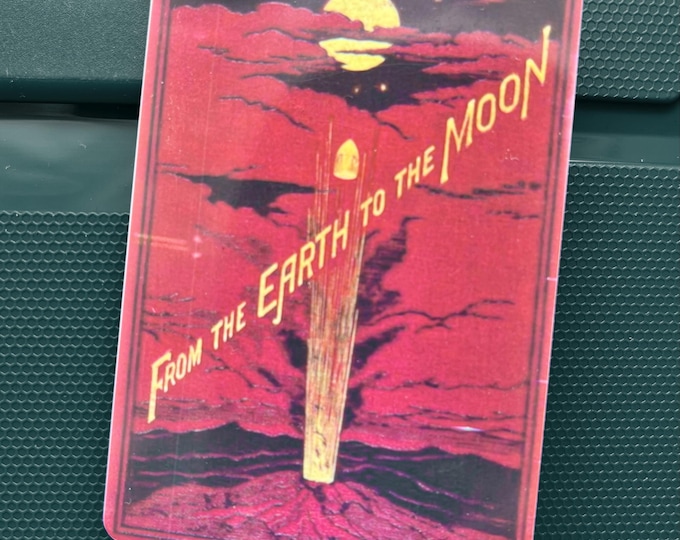 From the Earth to the Moon